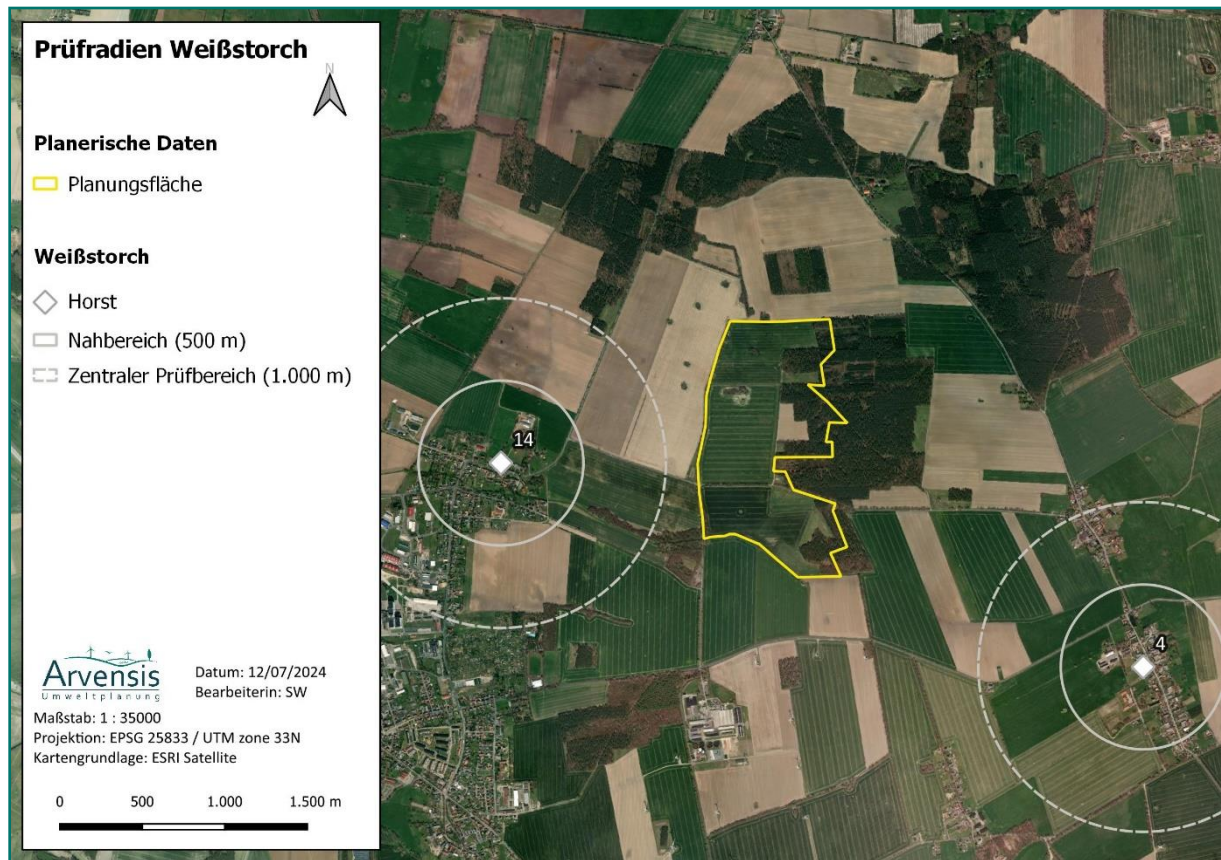 Prüfradien Weißstorch
N
Planerische Daten
Planungsfläche
Weißstorch
Horst
Nahbereich (500 m)
Zentraler Prüfbereich (1.000 m)
Arvensis
Umweltplanung
Datum: 12/07/2024
Bearbeiterin: SW
Maßstab: 1 : 35000
Projektion: EPSG 25833 / UTM zone 33N
Kartengrundlage: ESRI Satellite
0 500 1.000 1.500 m
14
4